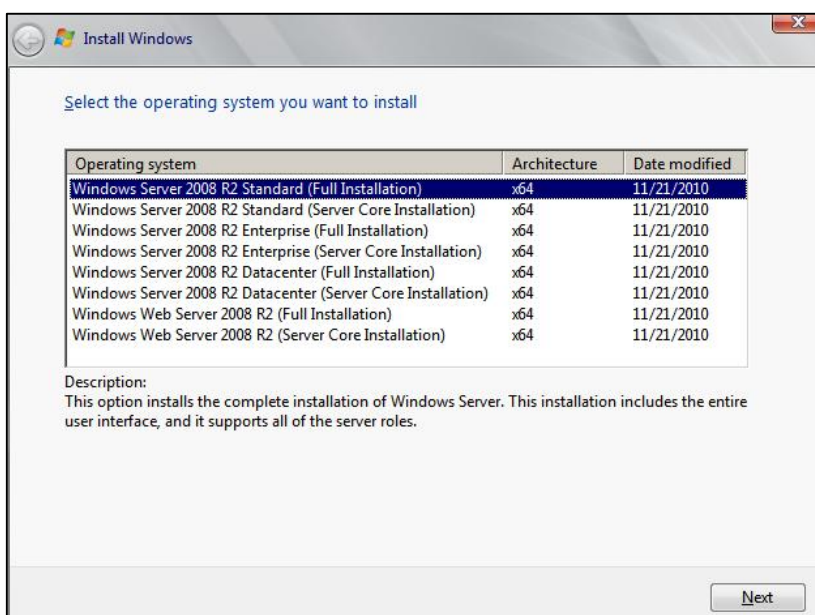 Install Windows
Select the operating system you want to install
Operating system Architecture Date modified
Windows Server 2008 R2 Standard (Full Installation) x64 11/21/2010
Windows Server 2008 R2 Standard (Server Core Installation) x64 11/21/2010
Windows Server 2008 R2 Enterprise (Full Installation) x64 11/21/2010
Windows Server 2008 R2 Enterprise (Server Core Installation) x64 11/21/2010
Windows Server 2008 R2 Datacenter (Full Installation) x64 11/21/2010
Windows Server 2008 R2 Datacenter (Server Core Installation) x64 11/21/2010
Windows Web Server 2008 R2 (Full Installation) x64 11/21/2010
Windows Web Server 2008 R2 (Server Core Installation) x64 11/21/2010
Description:
This option installs the complete installation of Windows Server. This installation includes the entire
user interface, and it supports all of the server roles.
Next